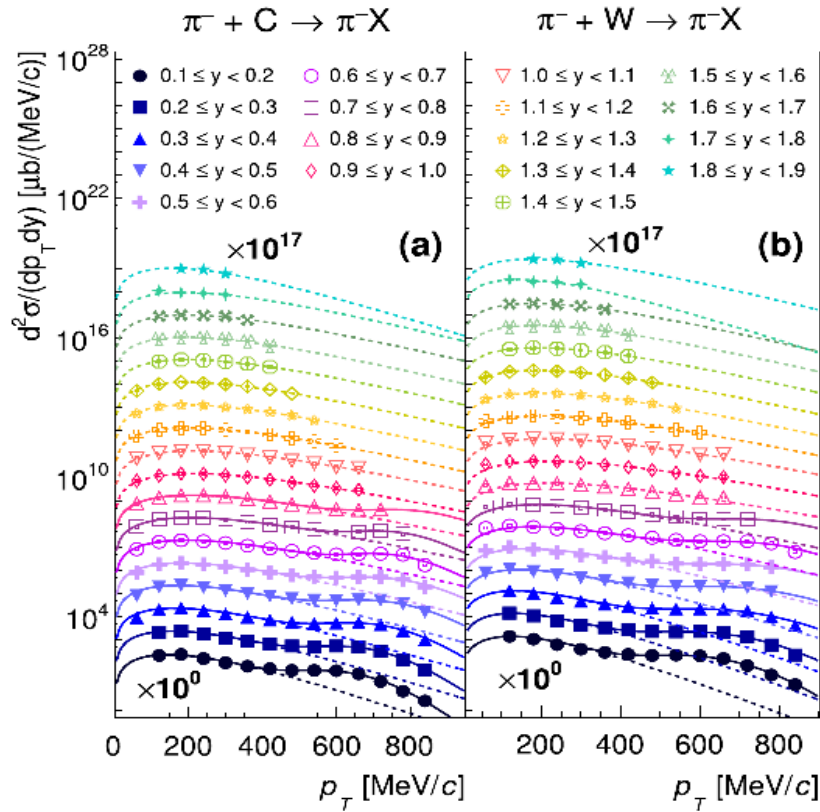 π⁻ + C → π⁻X
π⁻ + W → π⁻X
d²σ/(dp_T dy) [μb/(MeV/c)]
10²⁸
10²²
10¹⁶
10¹⁰
10⁴
0.1 ≤ y < 0.2
0.2 ≤ y < 0.3
0.3 ≤ y < 0.4
0.4 ≤ y < 0.5
0.5 ≤ y < 0.6
0.6 ≤ y < 0.7
0.7 ≤ y < 0.8
0.8 ≤ y < 0.9
0.9 ≤ y < 1.0
×10¹⁷
(a)
×10⁰
1.0 ≤ y < 1.1
1.1 ≤ y < 1.2
1.2 ≤ y < 1.3
1.3 ≤ y < 1.4
1.4 ≤ y < 1.5
1.5 ≤ y < 1.6
1.6 ≤ y < 1.7
1.7 ≤ y < 1.8
1.8 ≤ y < 1.9
×10¹⁷
(b)
×10⁰
0 200 400 600 800
200 400 600 800
p_T [MeV/c]
p_T [MeV/c]